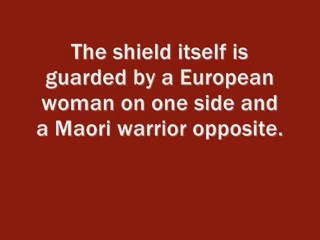 The shield itself is
guarded by a European
woman on one side and
a Maori warrior opposite.